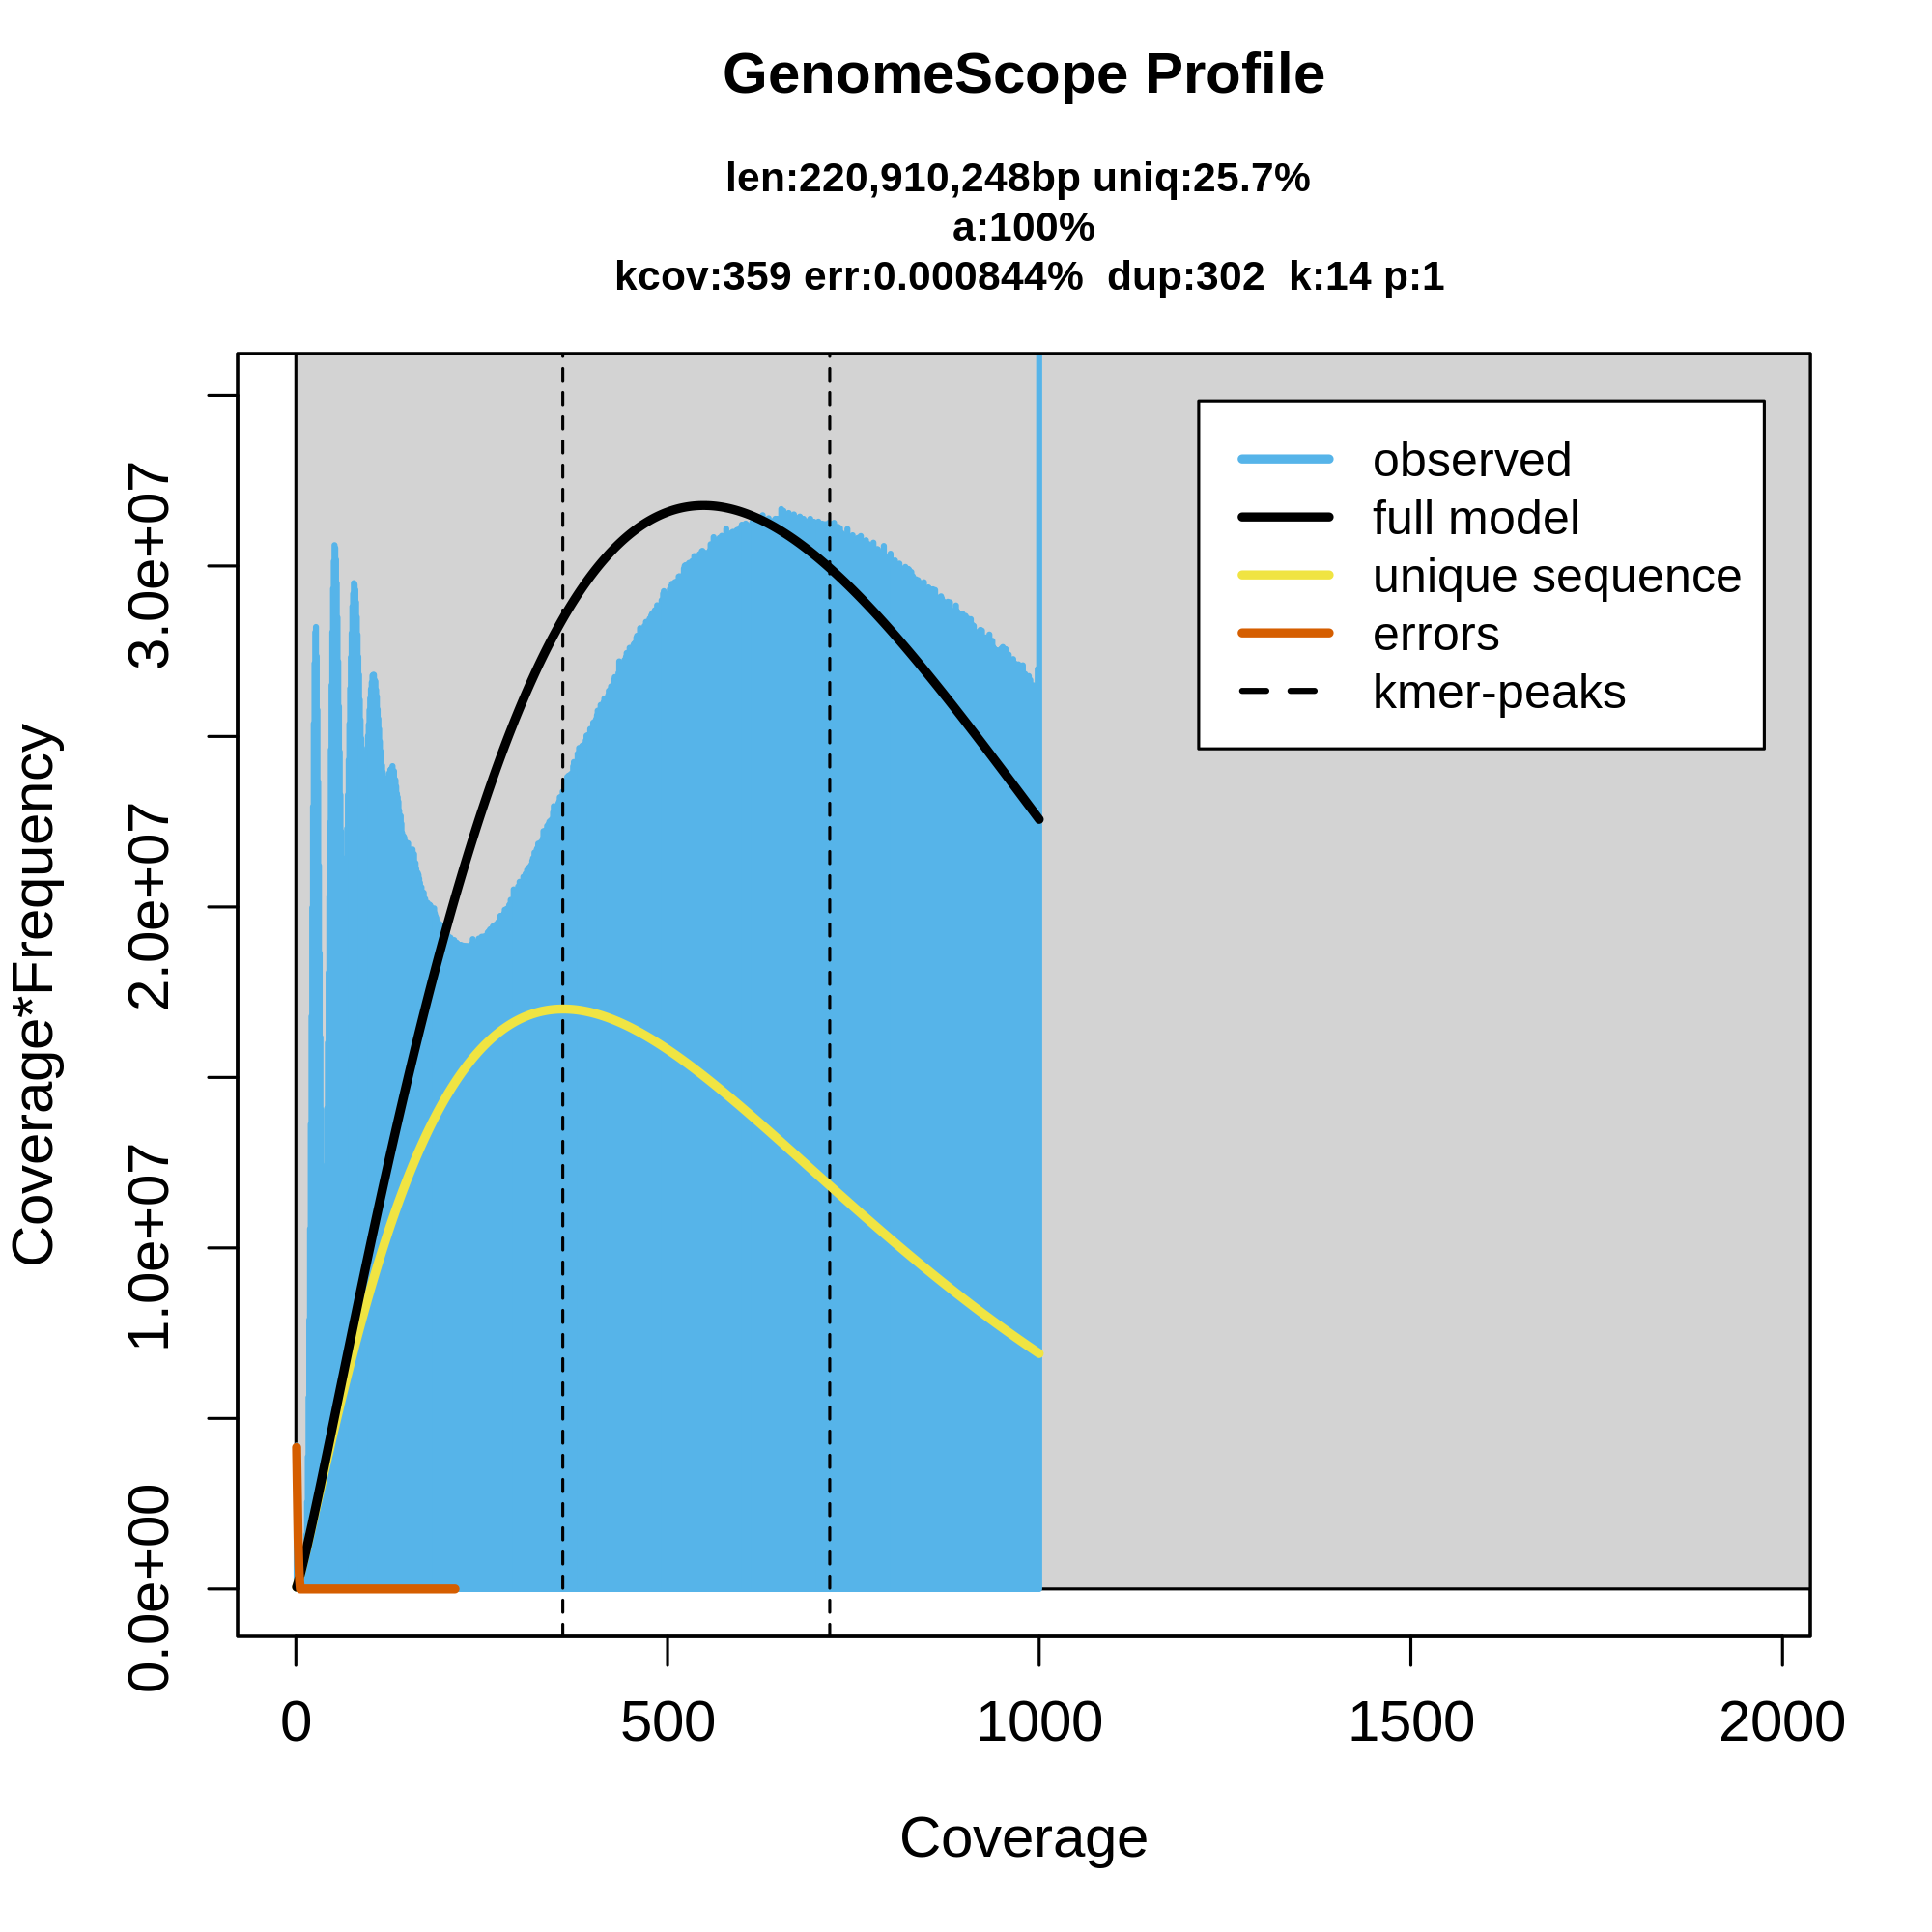 GenomeScope Profile
len:220,910,248bp uniq:25.7%
a:100%
kcov:359 err:0.000844%  dup:302  k:14 p:1
observed
full model
unique sequence
errors
kmer-peaks
Coverage*Frequency
3.0e+07
2.0e+07
1.0e+07
0.0e+00
0 500 1000 1500 2000
Coverage